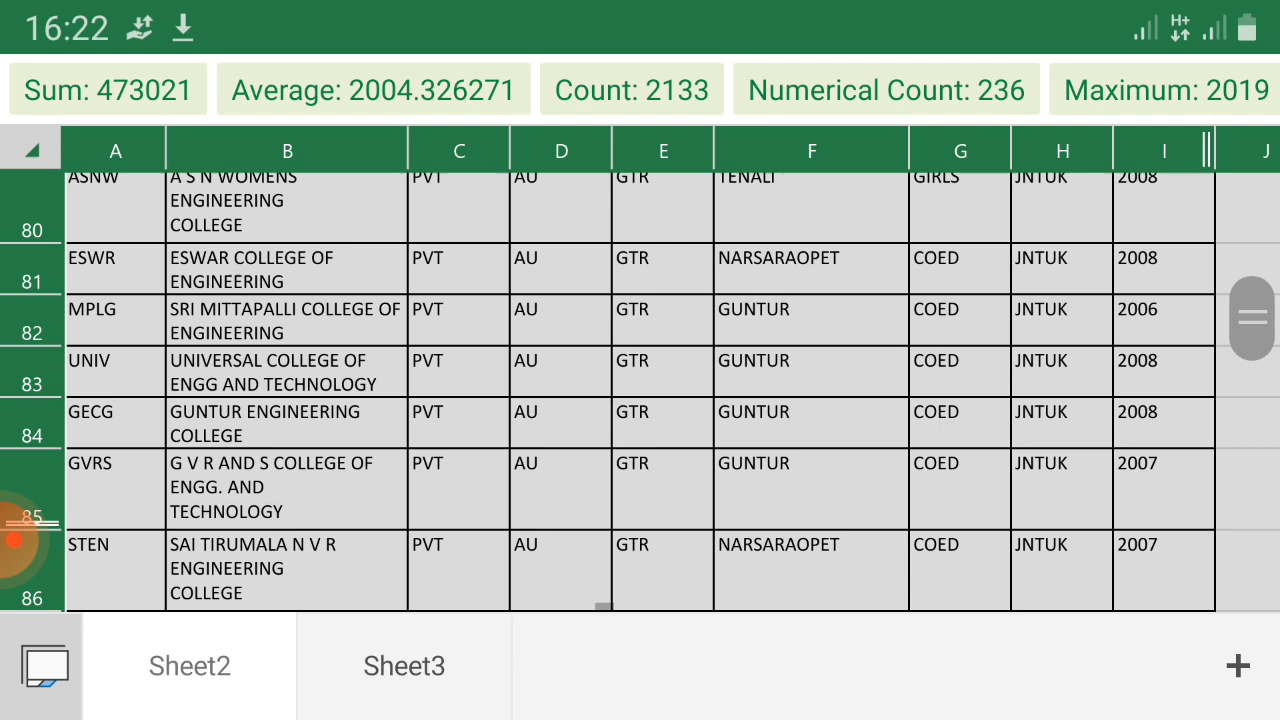 16:22 H+
Sum: 473021 Average: 2004.326271 Count: 2133 Numerical Count: 236 Maximum: 2019
A B C D E F G H I J
80 ASNW A S N WOMENS PVT AU GTR TENALI GIRLS JNTUK 2008
ENGINEERING
COLLEGE
81 ESWR ESWAR COLLEGE OF PVT AU GTR NARSARAOPET COED JNTUK 2008
ENGINEERING
82 MPLG SRI MITTAPALLI COLLEGE OF PVT AU GTR GUNTUR COED JNTUK 2006
ENGINEERING
83 UNIV UNIVERSAL COLLEGE OF PVT AU GTR GUNTUR COED JNTUK 2008
ENGG AND TECHNOLOGY
84 GECG GUNTUR ENGINEERING PVT AU GTR GUNTUR COED JNTUK 2008
COLLEGE
85 GVRS G V R AND S COLLEGE OF PVT AU GTR GUNTUR COED JNTUK 2007
ENGG. AND
TECHNOLOGY
86 STEN SAI TIRUMALA N V R PVT AU GTR NARSARAOPET COED JNTUK 2007
ENGINEERING
COLLEGE
Sheet2 Sheet3 +